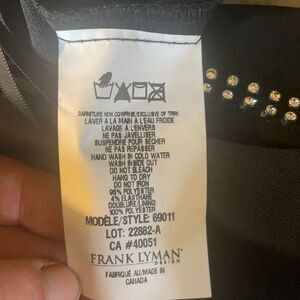 GARNITURE NON COMPRISE/EXCLUSIVE OF TRIM
LAVER À LA MAIN À L'EAU FROIDE
LAVAGE À L'ENVERS
NE PAS JAVELLISER
SUSPENDRE POUR SÉCHER
NE PAS REPASSER
HAND WASH IN COLD WATER
WASH INSIDE OUT
DO NOT BLEACH
HANG TO DRY
DO NOT IRON
96% POLYESTER
4% ELASTHANE
DOUBLURE/LINING
100% POLYESTER
MODÈLE/STYLE: 69011
LOT: 22882-A
CA #40051
FRANK LYMAN
DESIGN
FABRIQUÉ AU/MADE IN
CANADA